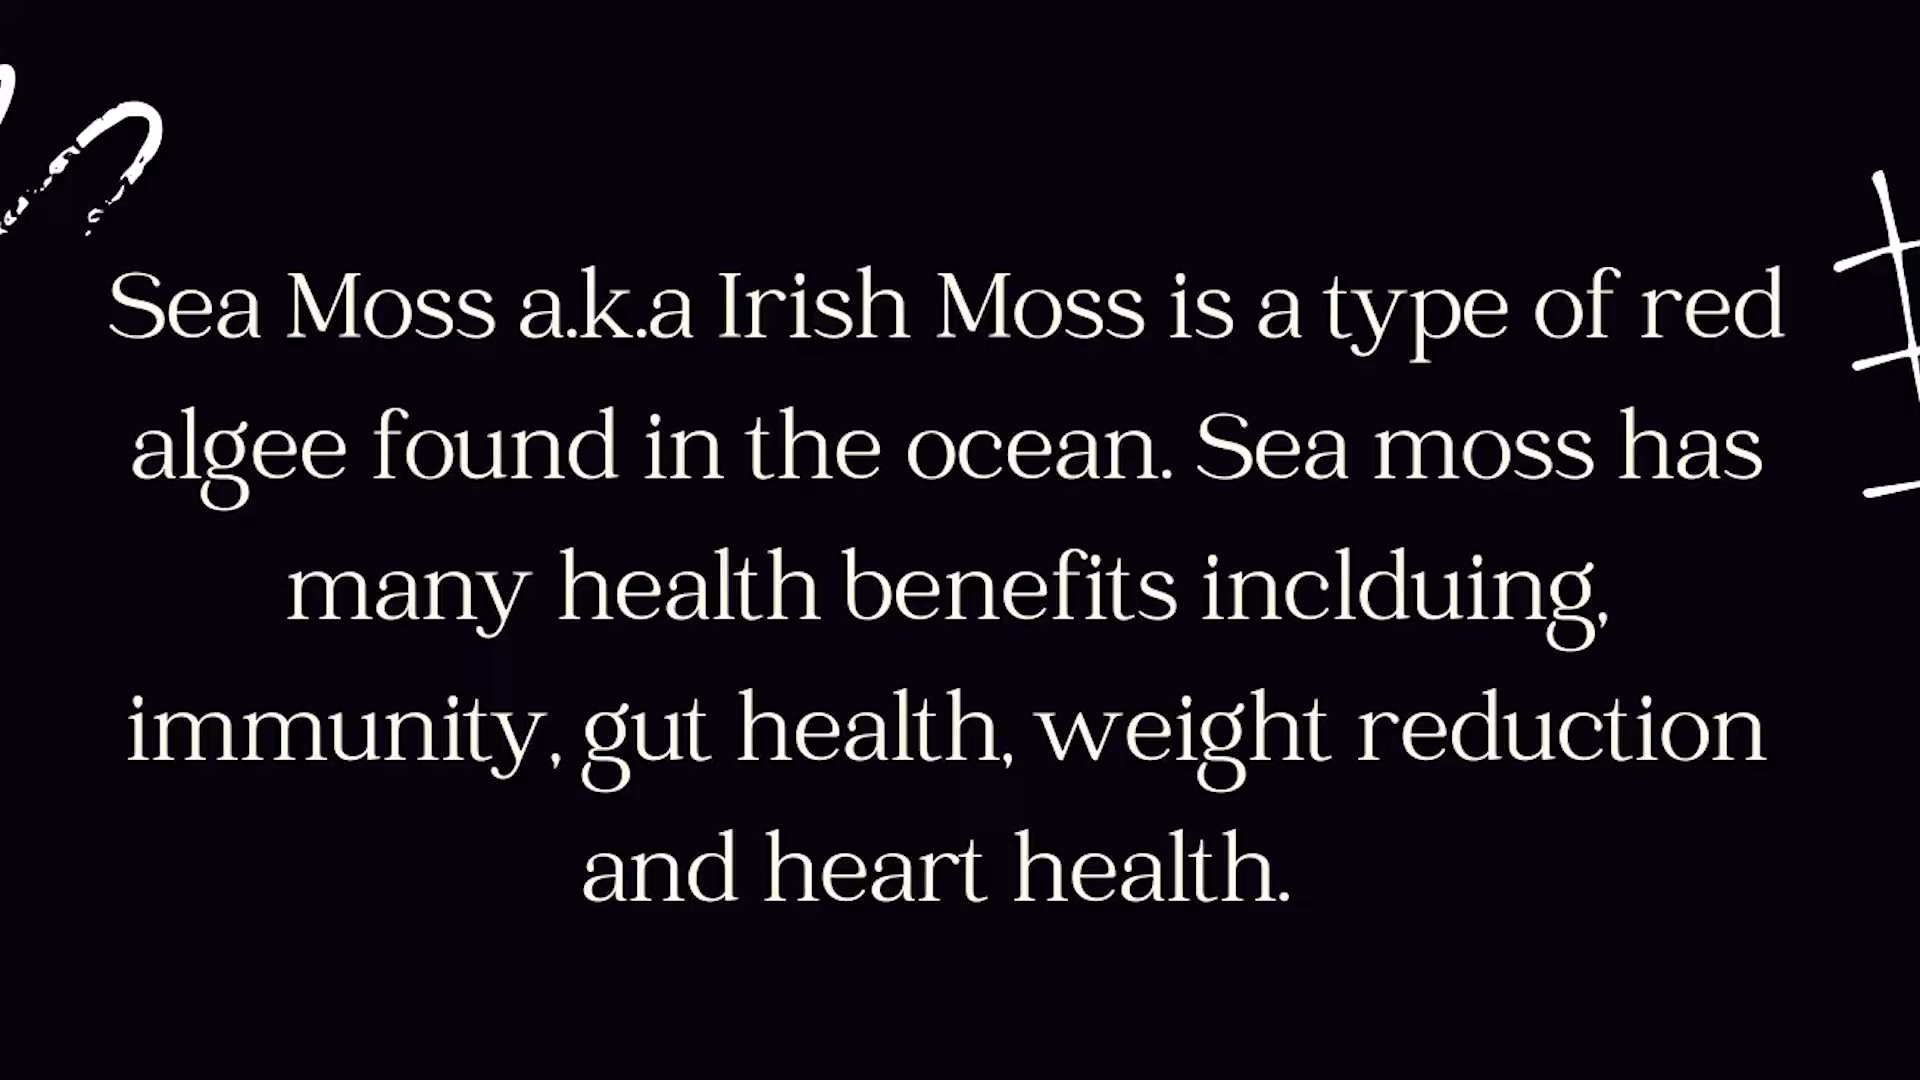 Sea Moss a.k.a Irish Moss is a type of red
algee found in the ocean. Sea moss has
many health benefits inclduing,
immunity, gut health, weight reduction
and heart health.